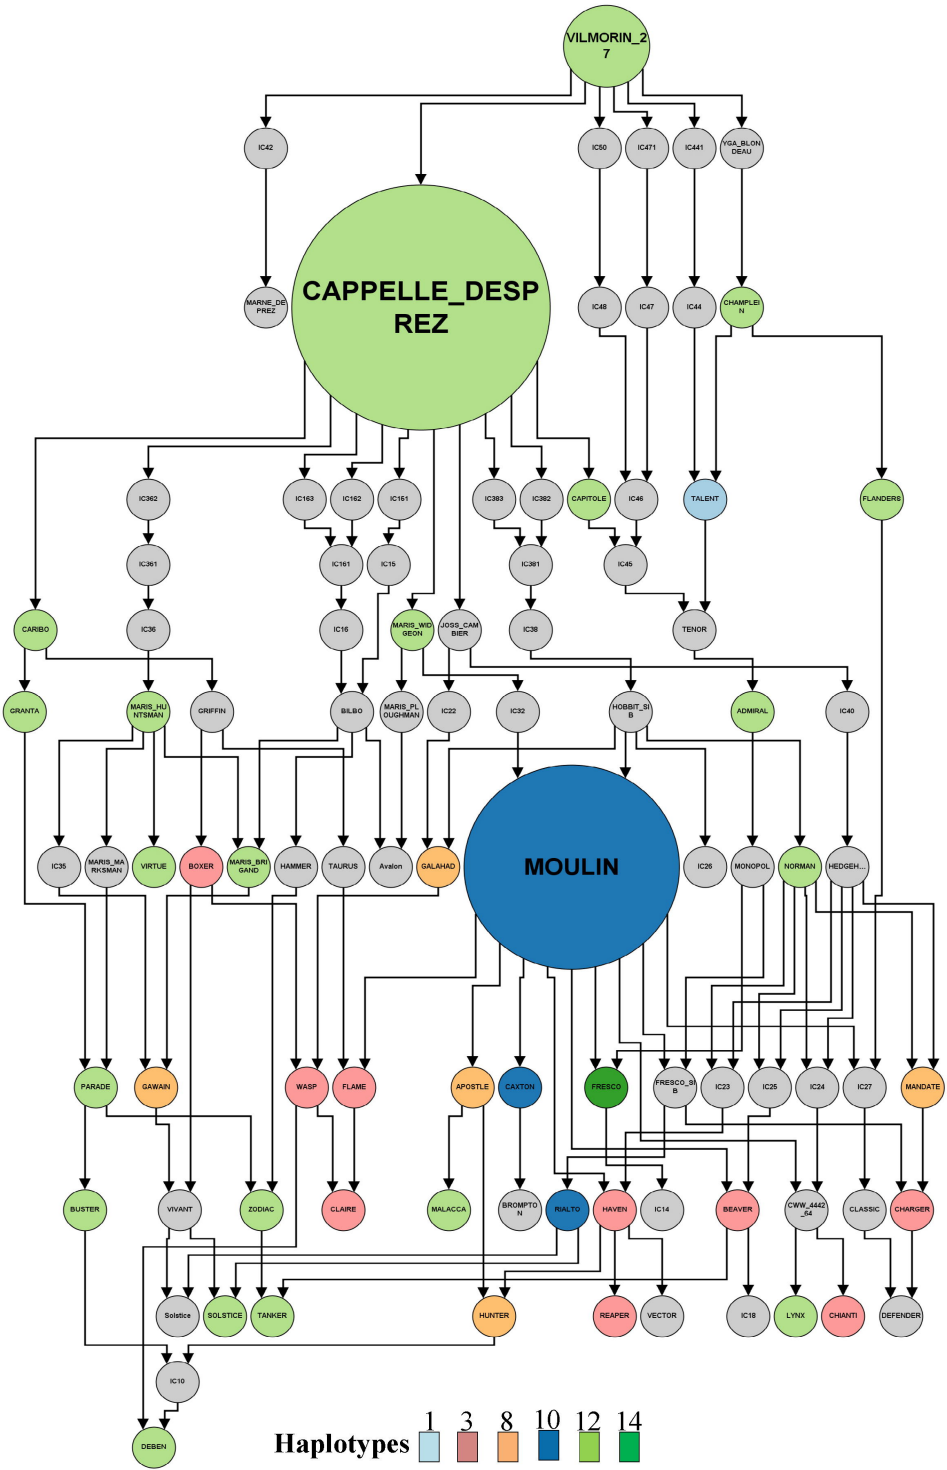 VILMORIN_2
7
IC42
IC50
IC471
IC441
YGA_BLON
DEAU
MARNE_DE
PREZ
CAPPELLE_DESP
REZ
IC48
IC47
IC44
CHAMPLEI
N
IC362
IC163
IC162
IC151
IC383
IC382
CAPITOLE
IC46
TALENT
FLANDERS
IC361
IC161
IC15
IC381
IC45
CARIBO
IC36
IC16
MARIS_WID
GEON
JOSS_CAM
BIER
IC38
TENOR
GRANTA
MARIS_HU
NTSMAN
GRIFFIN
BILBO
MARIS_PL
OUGHMAN
IC22
IC32
HOBBIT_SI
B
ADMIRAL
IC40
IC35
MARIS_MA
RKSMAN
VIRTUE
BOXER
MARIS_BRI
GAND
HAMMER
TAURUS
Avalon
GALAHAD
MOULIN
IC26
MONOPOL
NORMAN
HEDGEH...
PARADE
GAWAIN
WASP
FLAME
APOSTLE
CAXTON
FRESCO
FRESCO_SI
B
IC23
IC25
IC24
IC27
MANDATE
BUSTER
VIVANT
ZODIAC
CLAIRE
MALACCA
BROMPTO
N
RIALTO
HAVEN
IC14
BEAVER
CWW_4442
_64
CLASSIC
CHARGER
Solstice
SOLSTICE
TANKER
HUNTER
REAPER
VECTOR
IC18
LYNX
CHIANTI
DEFENDER
IC10
DEBEN
Haplotypes 1 3 8 10 12 14